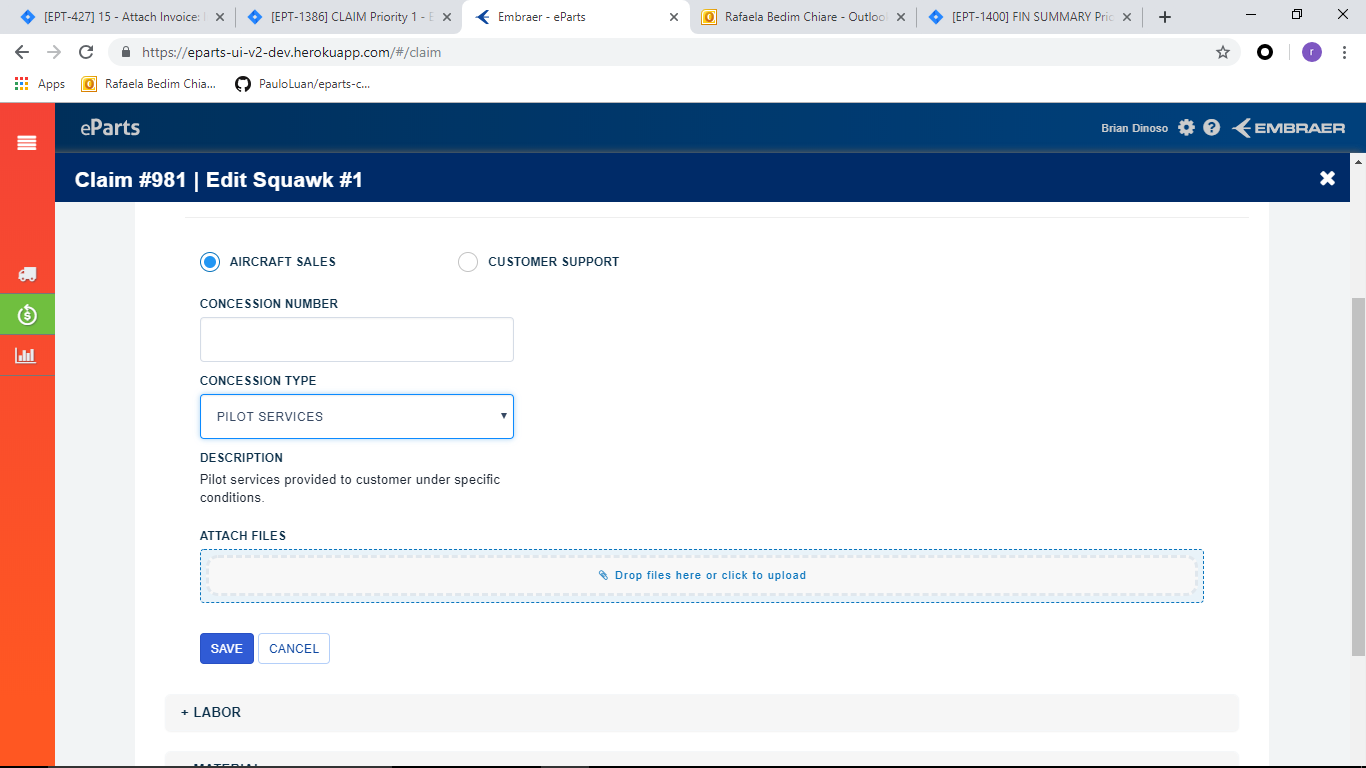 [EPT-427] 15 - Attach Invoice:
[EPT-1386] CLAIM Priority 1 - E
Embraer - eParts
Rafaela Bedim Chiare - Outloo
[EPT-1400] FIN SUMMARY Pric
https://eparts-ui-v2-dev.herokuapp.com/#/claim
r
Apps
Rafaela Bedim Chia...
PauloLuan/eparts-c...
eParts
Brian Dinoso
EMBRAER
Claim #981 | Edit Squawk #1
AIRCRAFT SALES
CUSTOMER SUPPORT
CONCESSION NUMBER
CONCESSION TYPE
PILOT SERVICES
DESCRIPTION
Pilot services provided to customer under specific
conditions.
ATTACH FILES
Drop files here or click to upload
SAVE
CANCEL
+ LABOR
MATERIAL